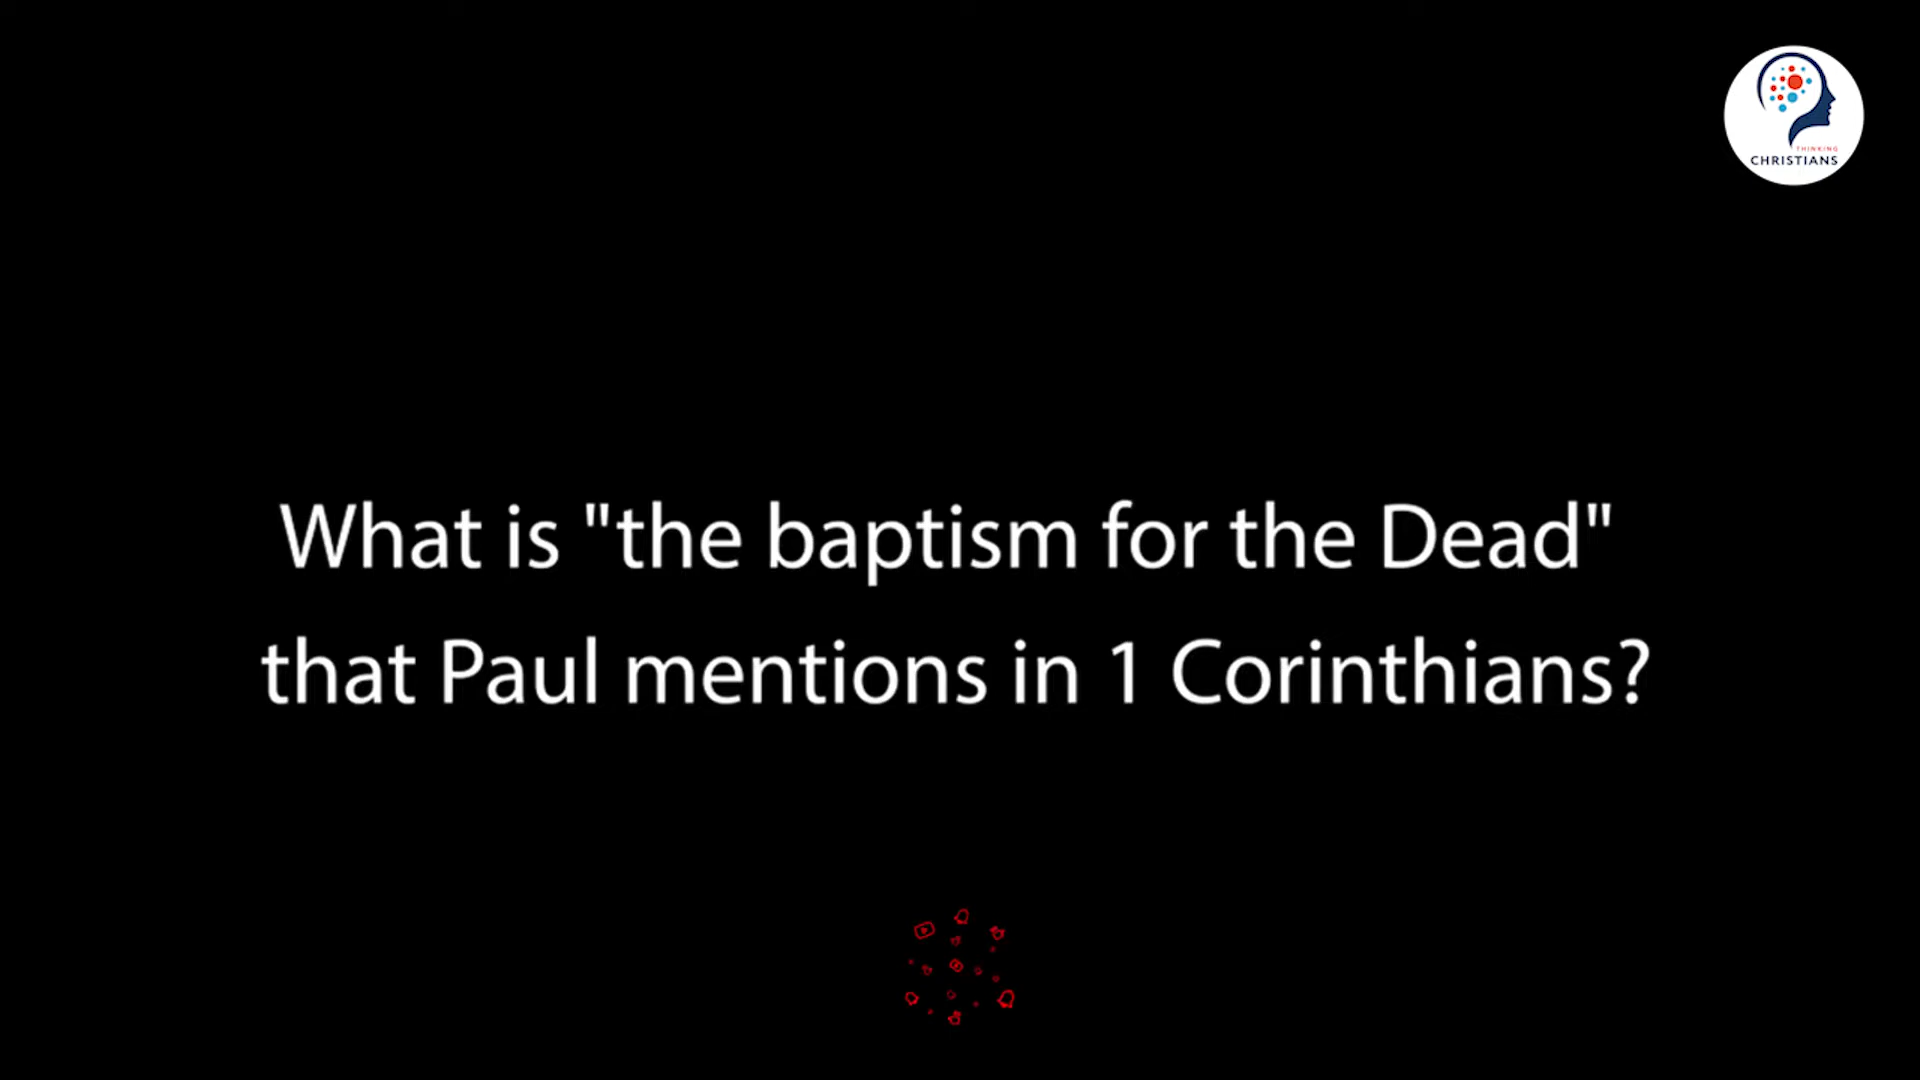 THINKING
CHRISTIANS
What is "the baptism for the Dead"
that Paul mentions in 1 Corinthians?